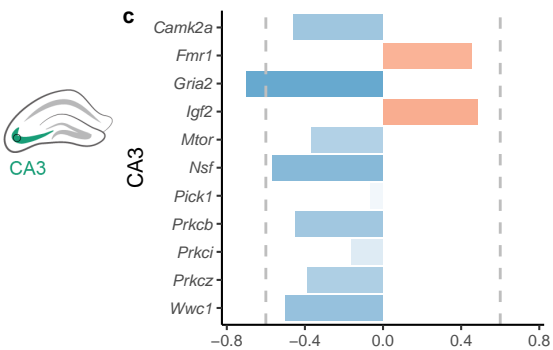 c
Camk2a
Fmr1
Gria2
Igf2
Mtor
Nsf
Pick1
Prkcb
Prkci
Prkcz
Wwc1
CA3
CA3
−0.8 −0.4 0.0 0.4 0.8